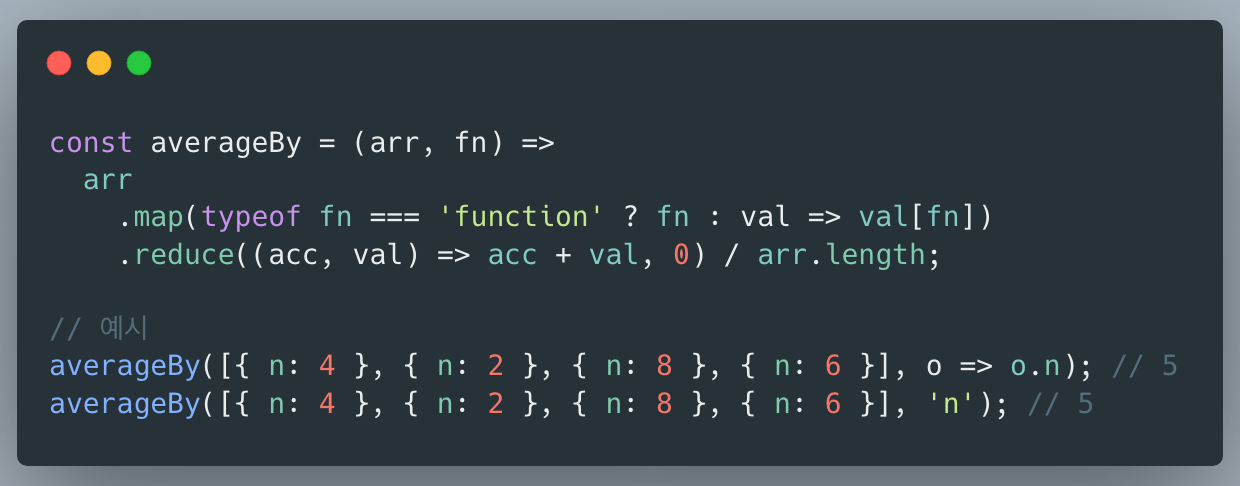 const averageBy = (arr, fn) =>
  arr
    .map(typeof fn === 'function' ? fn : val => val[fn])
    .reduce((acc, val) => acc + val, 0) / arr.length;

// 예시
averageBy([{ n: 4 }, { n: 2 }, { n: 8 }, { n: 6 }], o => o.n); // 5
averageBy([{ n: 4 }, { n: 2 }, { n: 8 }, { n: 6 }], 'n'); // 5